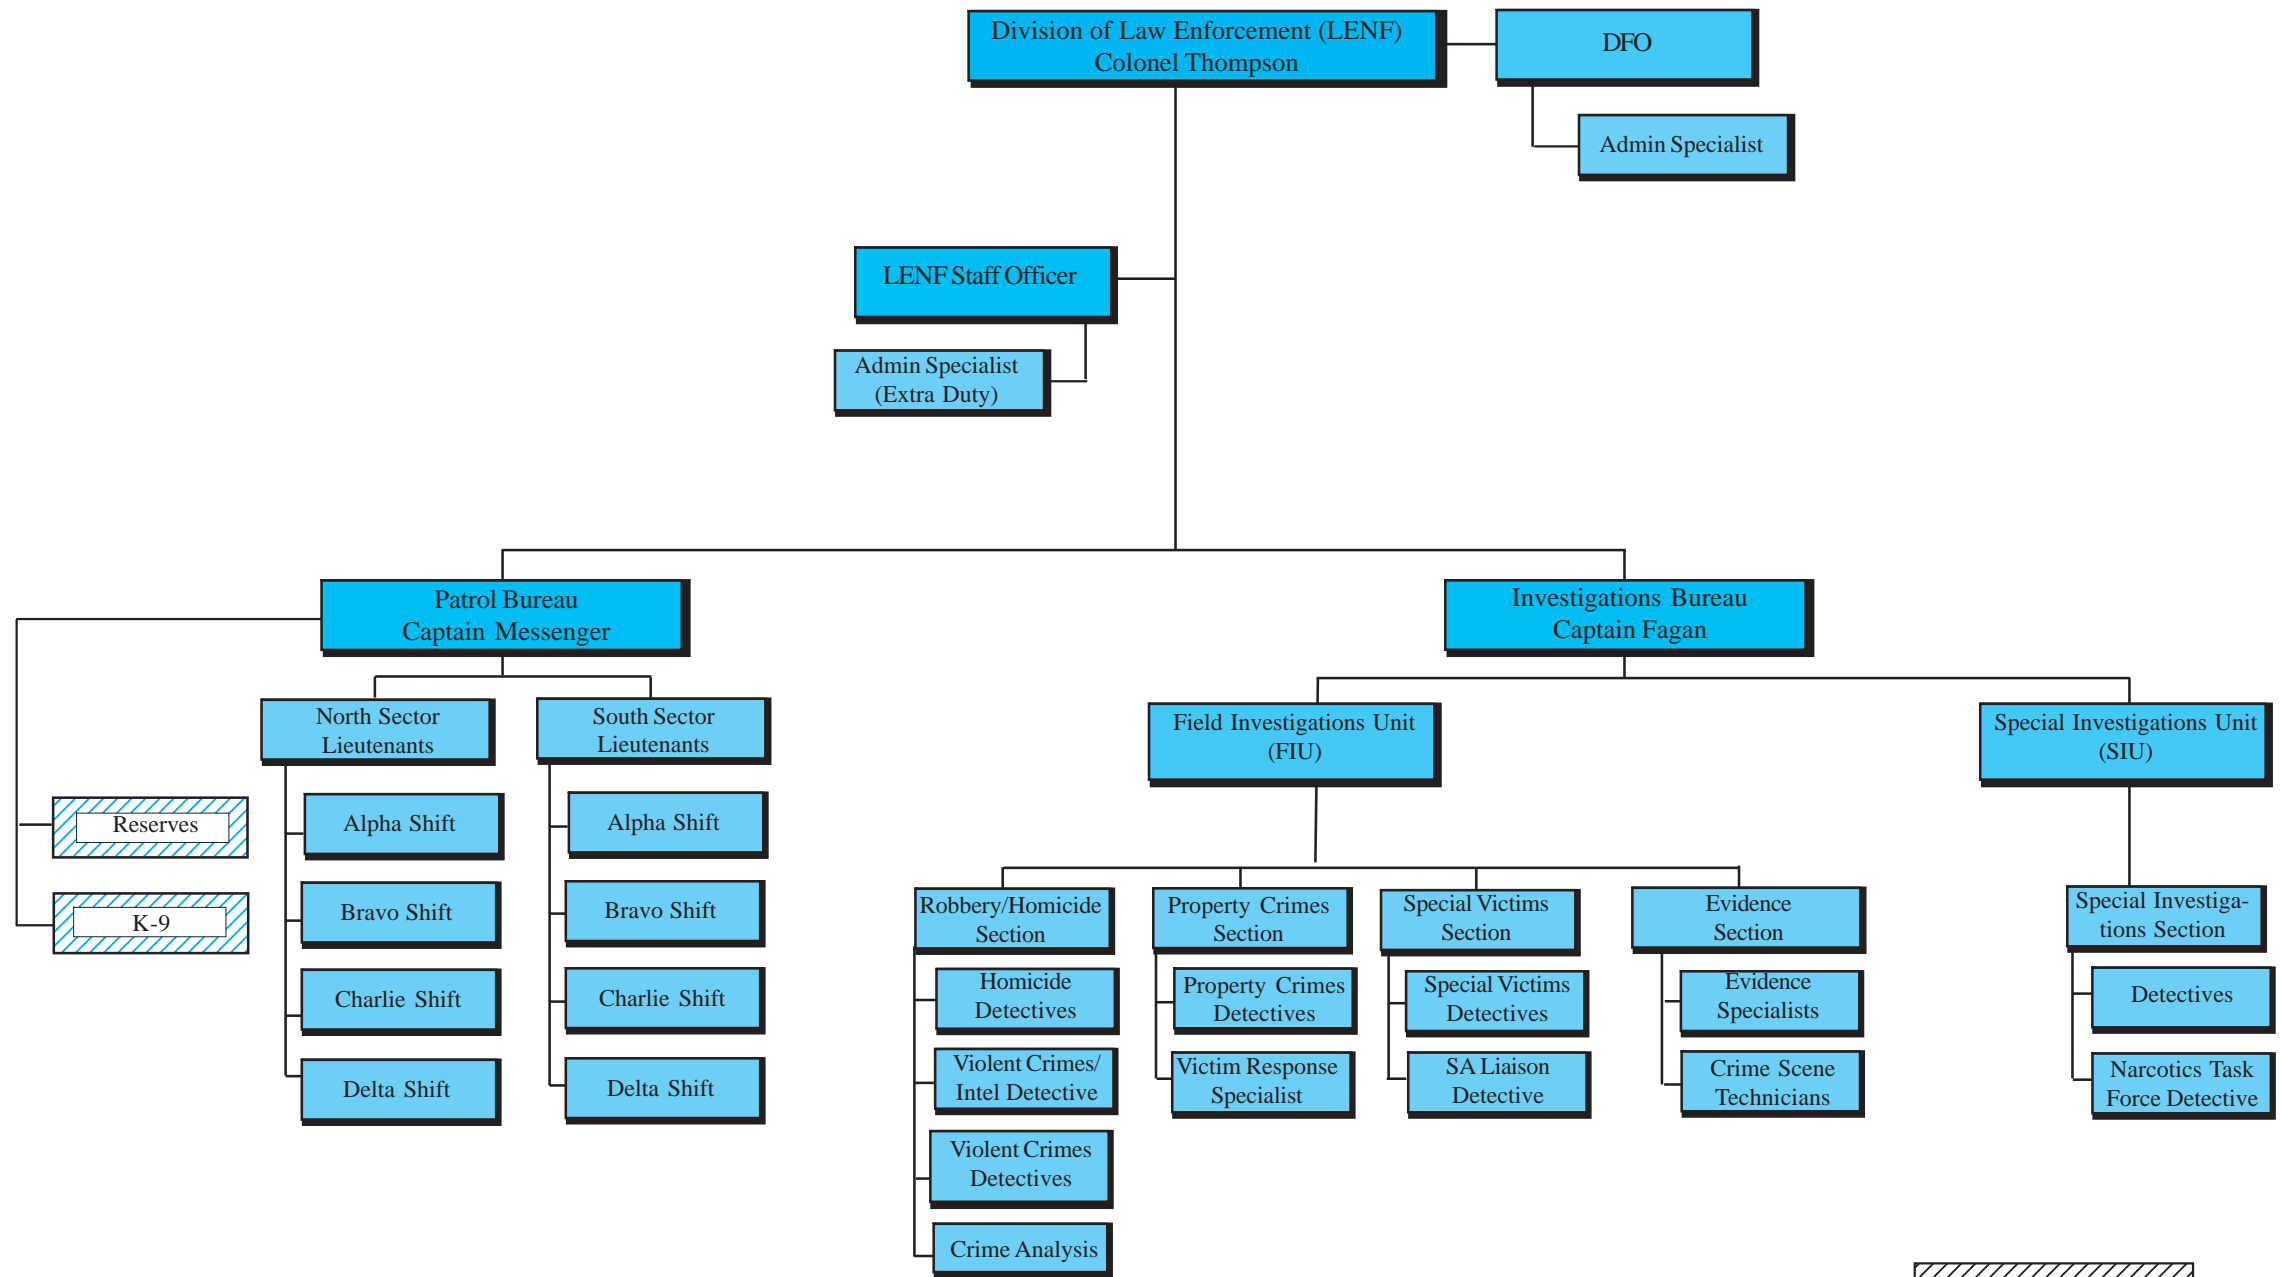 Division of Law Enforcement (LENF)
Colonel Thompson
DFO
Admin Specialist
LENF Staff Officer
Admin Specialist
(Extra Duty)
Patrol Bureau
Captain Messenger
Investigations Bureau
Captain Fagan
North Sector
Lieutenants
South Sector
Lieutenants
Field Investigations Unit
(FIU)
Special Investigations Unit
(SIU)
Reserves
K-9
Alpha Shift
Bravo Shift
Charlie Shift
Delta Shift
Alpha Shift
Bravo Shift
Charlie Shift
Delta Shift
Robbery/Homicide
Section
Homicide
Detectives
Violent Crimes/
Intel Detective
Violent Crimes
Detectives
Crime Analysis
Property Crimes
Section
Property Crimes
Detectives
Victim Response
Specialist
Special Victims
Section
Special Victims
Detectives
SA Liaison
Detective
Evidence
Section
Evidence
Specialists
Crime Scene
Technicians
Special Investiga-
tions Section
Detectives
Narcotics Task
Force Detective